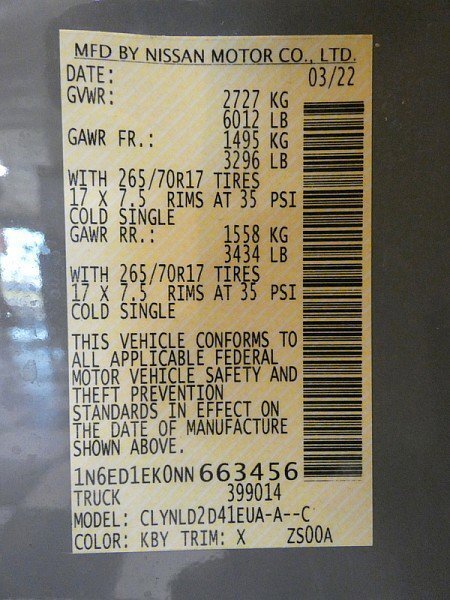 MFD BY NISSAN MOTOR CO., LTD.
DATE: 03/22
GVWR: 2727 KG
6012 LB
GAWR FR.: 1495 KG
3296 LB
WITH 265/70R17 TIRES
17 X 7.5 RIMS AT 35 PSI
COLD SINGLE
GAWR RR.: 1558 KG
3434 LB
WITH 265/70R17 TIRES
17 X 7.5 RIMS AT 35 PSI
COLD SINGLE
THIS VEHICLE CONFORMS TO
ALL APPLICABLE FEDERAL
MOTOR VEHICLE SAFETY AND
THEFT PREVENTION
STANDARDS IN EFFECT ON
THE DATE OF MANUFACTURE
SHOWN ABOVE.
1N6ED1EK0NN663456
TRUCK 399014
MODEL: CLYNLD2D41EUA-A--C
COLOR: KBY TRIM: X ZS00A